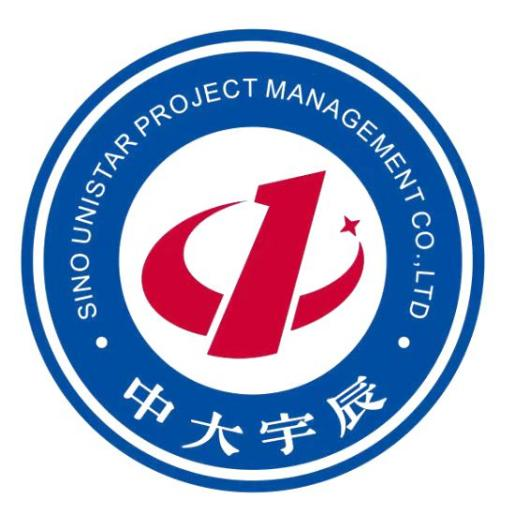 SINO UNISTAR PROJECT MANAGEMENT CO.,LTD
中大宇辰